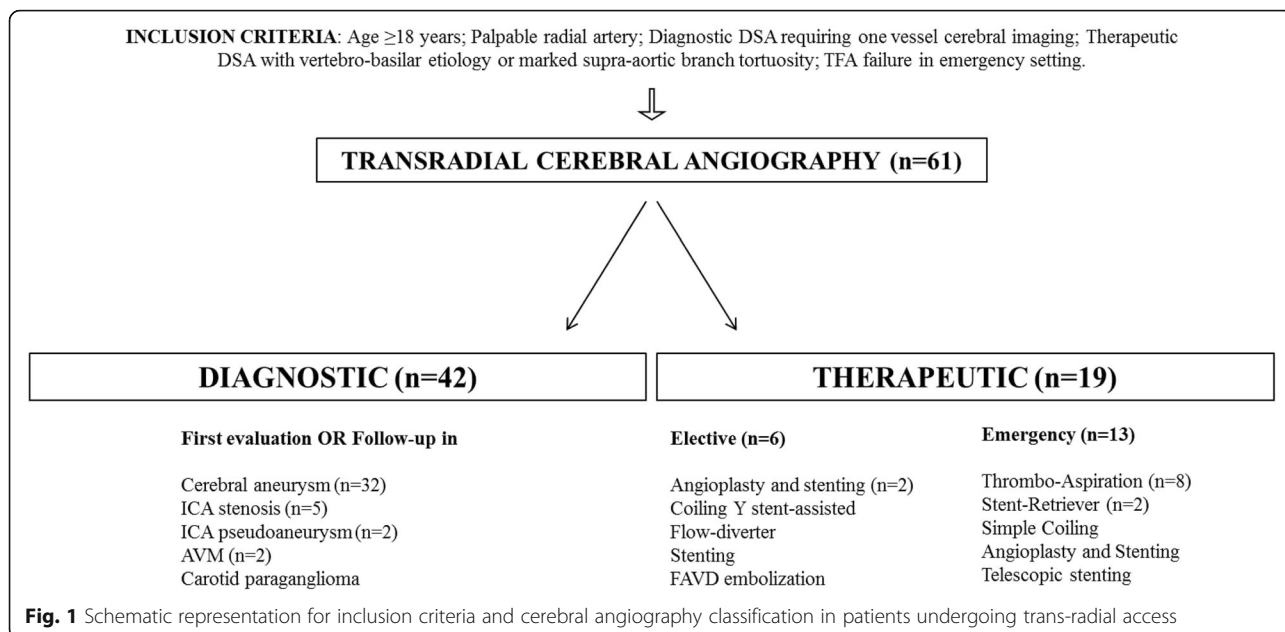 INCLUSION CRITERIA: Age ≥18 years; Palpable radial artery; Diagnostic DSA requiring one vessel cerebral imaging; Therapeutic
DSA with vertebro-basilar etiology or marked supra-aortic branch tortuosity; TFA failure in emergency setting.
TRANSRADIAL CEREBRAL ANGIOGRAPHY (n=61)
DIAGNOSTIC (n=42)
First evaluation OR Follow-up in
Cerebral aneurysm (n=32)
ICA stenosis (n=5)
ICA pseudoaneurysm (n=2)
AVM (n=2)
Carotid paraganglioma
THERAPEUTIC (n=19)
Elective (n=6)
Angioplasty and stenting (n=2)
Coiling Y stent-assisted
Flow-diverter
Stenting
FAVD embolization
Emergency (n=13)
Thrombo-Aspiration (n=8)
Stent-Retriever (n=2)
Simple Coiling
Angioplasty and Stenting
Telescopic stenting
Fig. 1 Schematic representation for inclusion criteria and cerebral angiography classification in patients undergoing trans-radial access